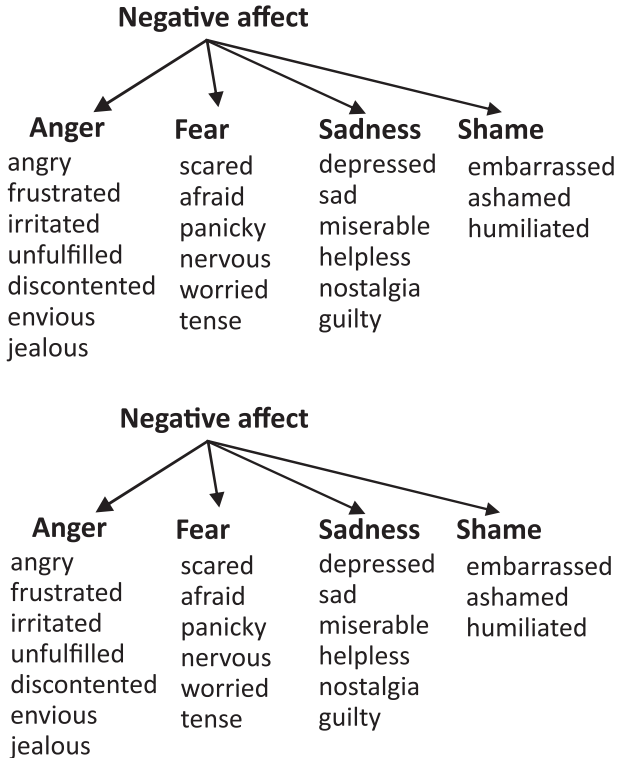 Negative affect
Anger
angry
frustrated
irritated
unfulfilled
discontented
envious
jealous
Fear
scared
afraid
panicky
nervous
worried
tense
Sadness
depressed
sad
miserable
helpless
nostalgia
guilty
Shame
embarrassed
ashamed
humiliated
Negative affect
Anger
angry
frustrated
irritated
unfulfilled
discontented
envious
jealous
Fear
scared
afraid
panicky
nervous
worried
tense
Sadness
depressed
sad
miserable
helpless
nostalgia
guilty
Shame
embarrassed
ashamed
humiliated